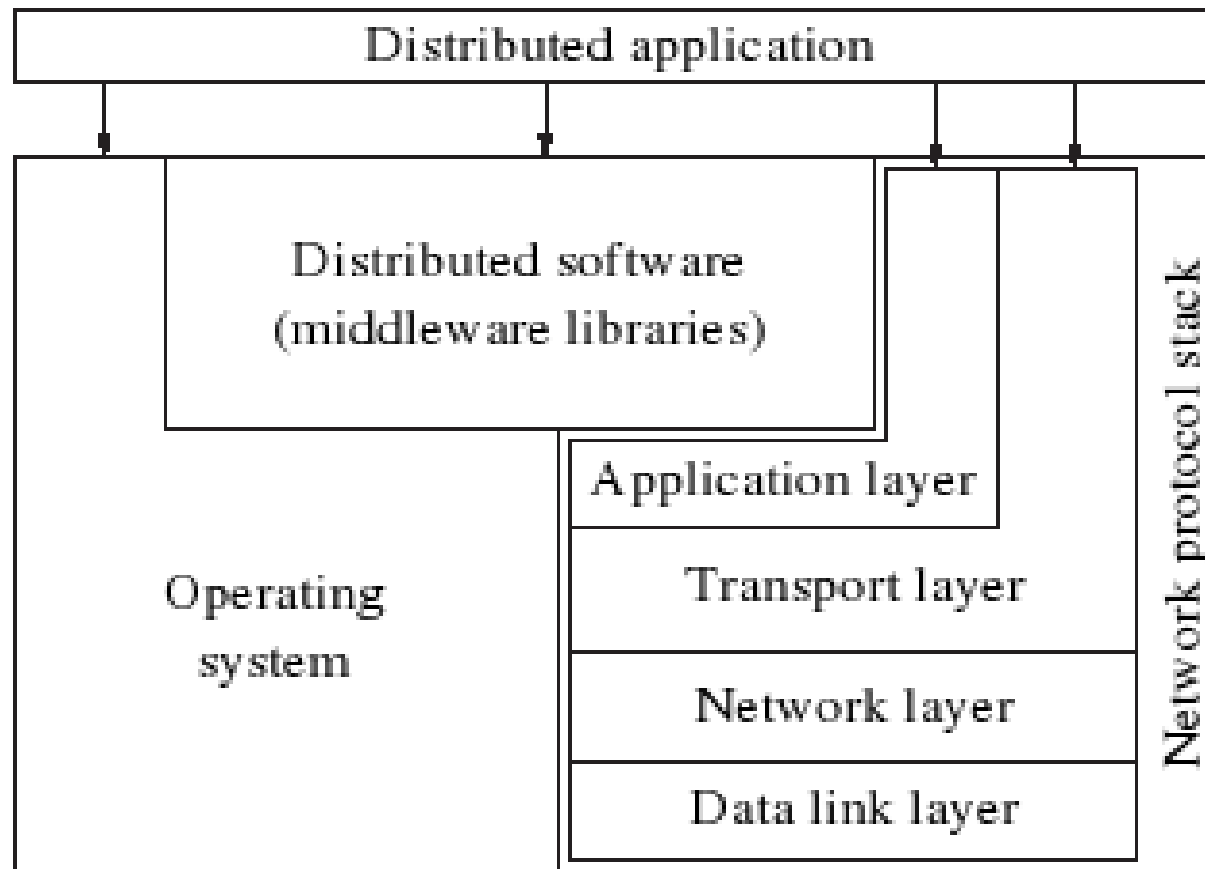 Distributed application
Distributed software
(middleware libraries)
Application layer
Operating
system
Transport layer
Network layer
Data link layer
Network protocol stack